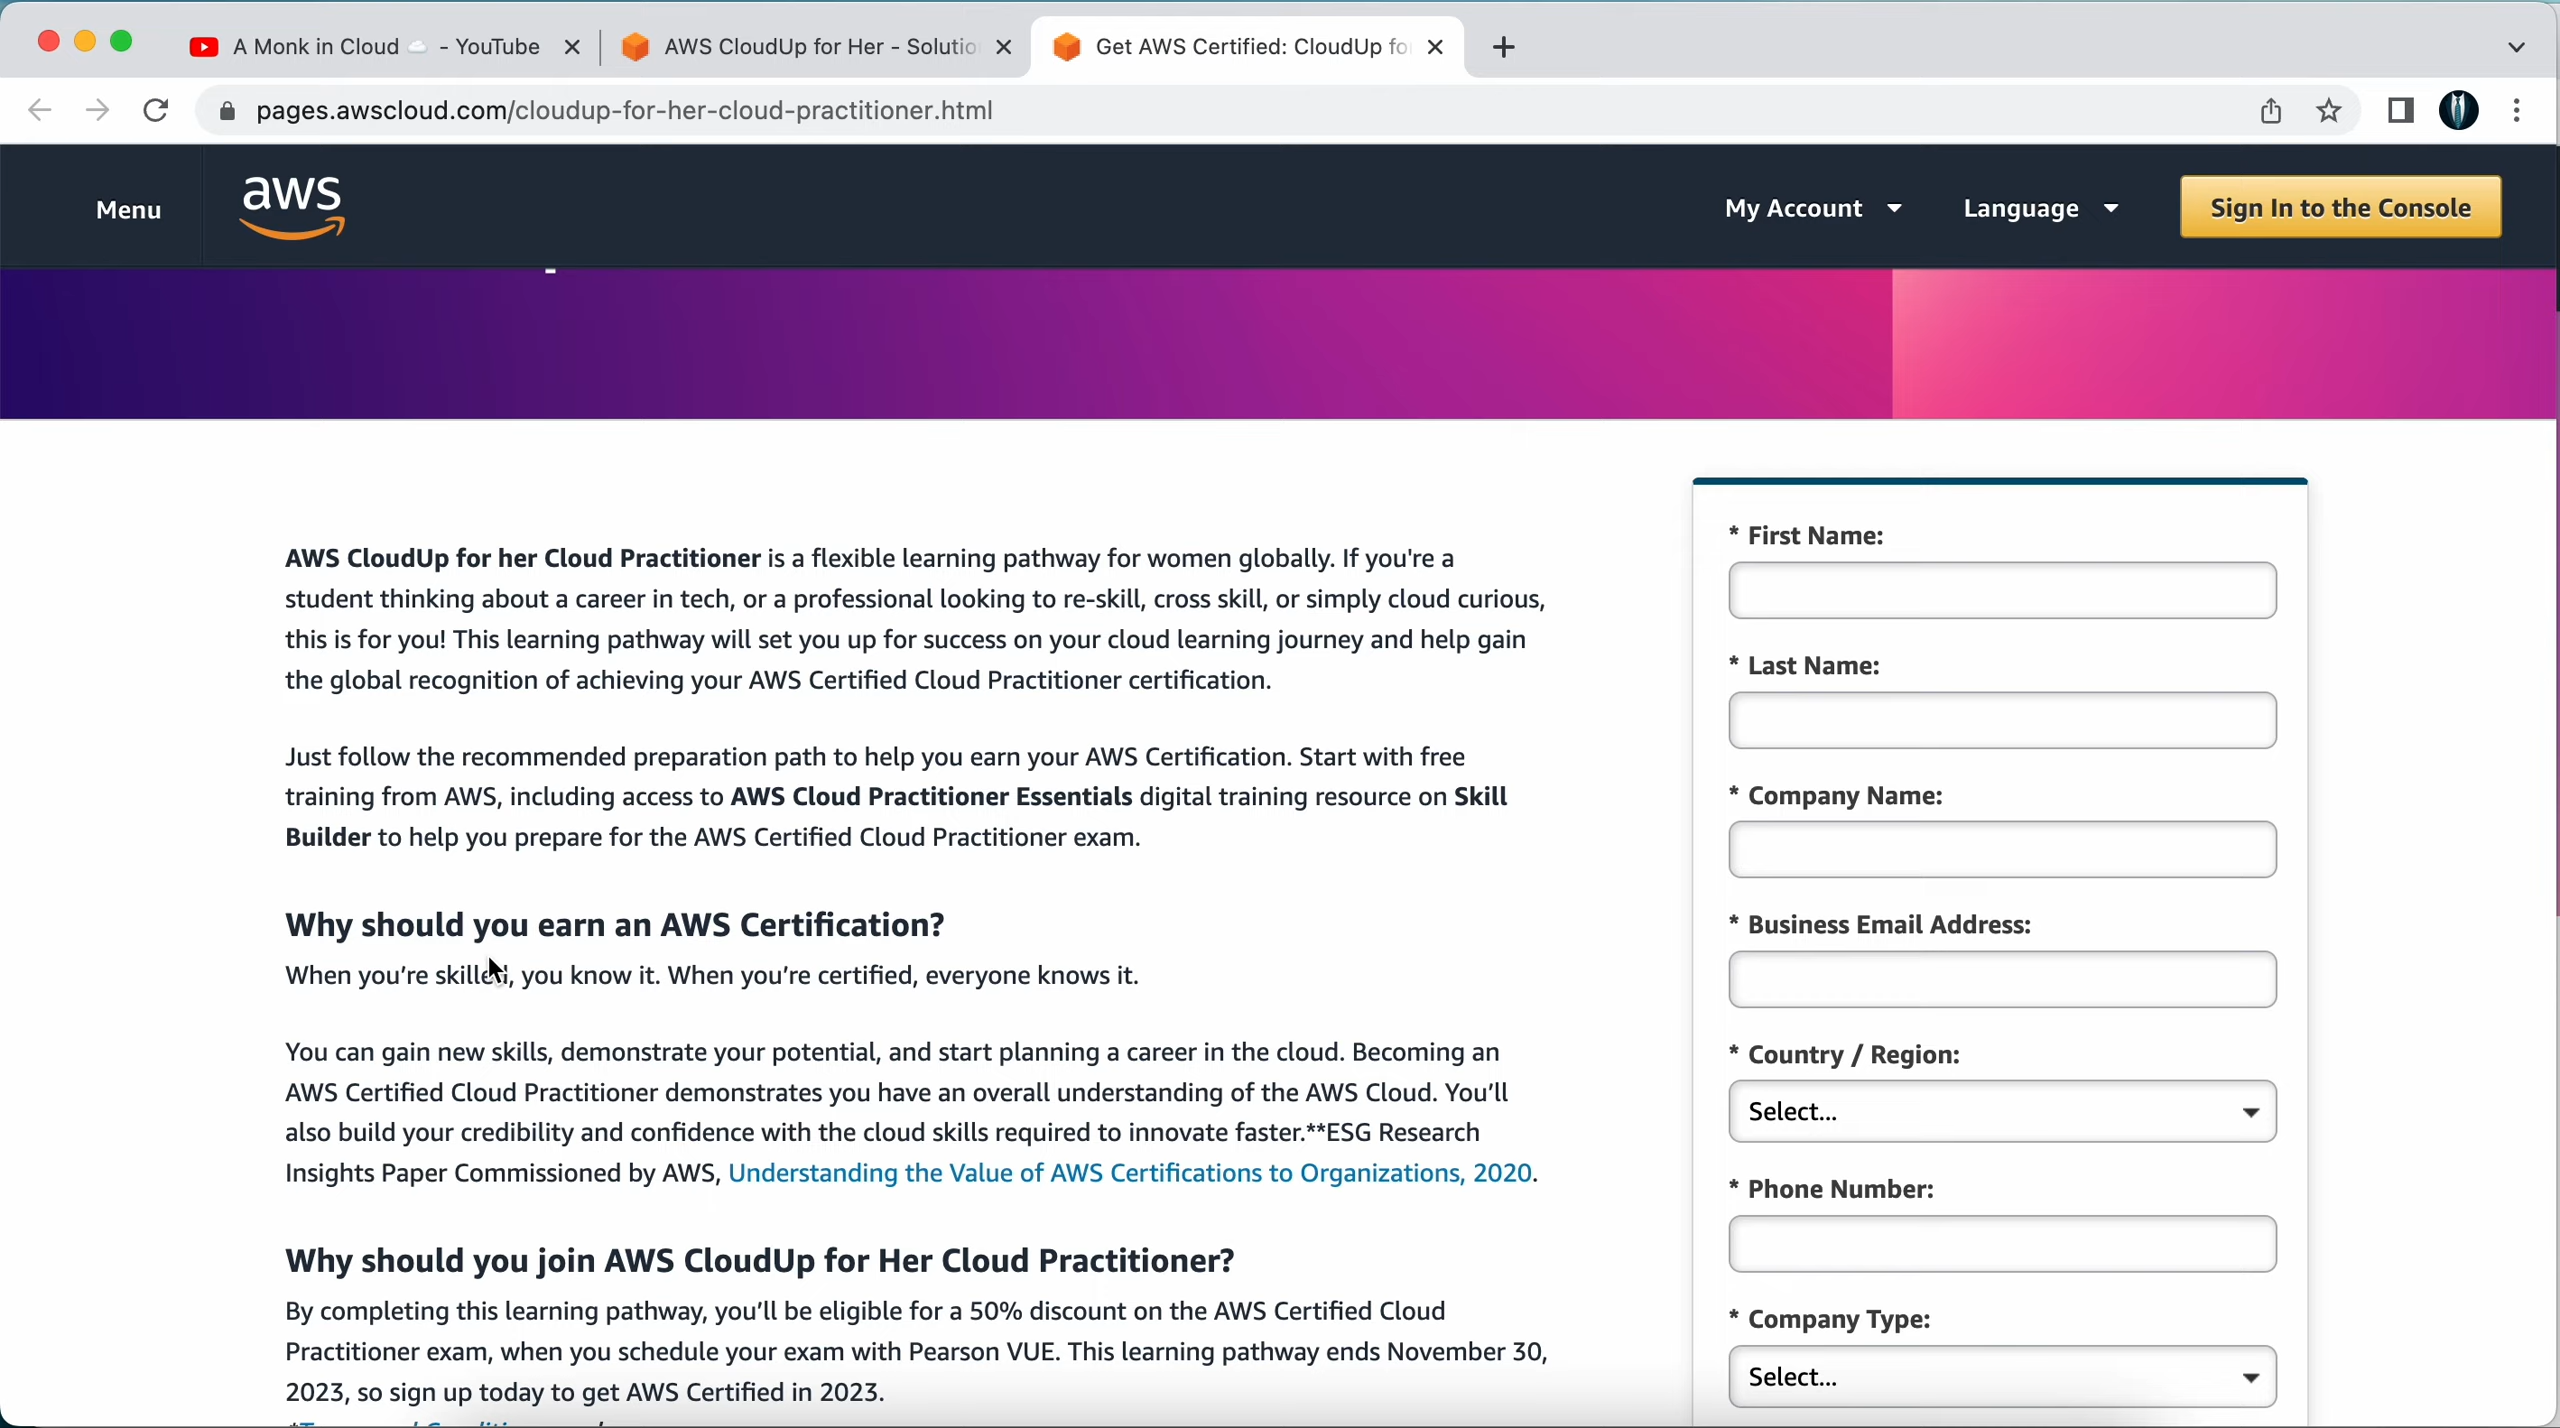 A Monk in Cloud ☁️ - YouTube
AWS CloudUp for Her - Solutio
Get AWS Certified: CloudUp fo
pages.awscloud.com/cloudup-for-her-cloud-practitioner.html
Menu
aws
My Account
Language
Sign In to the Console
AWS CloudUp for her Cloud Practitioner is a flexible learning pathway for women globally. If you're a
student thinking about a career in tech, or a professional looking to re-skill, cross skill, or simply cloud curious,
this is for you! This learning pathway will set you up for success on your cloud learning journey and help gain
the global recognition of achieving your AWS Certified Cloud Practitioner certification.
Just follow the recommended preparation path to help you earn your AWS Certification. Start with free
training from AWS, including access to AWS Cloud Practitioner Essentials digital training resource on Skill
Builder to help you prepare for the AWS Certified Cloud Practitioner exam.
Why should you earn an AWS Certification?
When you’re skilled, you know it. When you’re certified, everyone knows it.
You can gain new skills, demonstrate your potential, and start planning a career in the cloud. Becoming an
AWS Certified Cloud Practitioner demonstrates you have an overall understanding of the AWS Cloud. You’ll
also build your credibility and confidence with the cloud skills required to innovate faster.**ESG Research
Insights Paper Commissioned by AWS, Understanding the Value of AWS Certifications to Organizations, 2020.
Why should you join AWS CloudUp for Her Cloud Practitioner?
By completing this learning pathway, you’ll be eligible for a 50% discount on the AWS Certified Cloud
Practitioner exam, when you schedule your exam with Pearson VUE. This learning pathway ends November 30,
2023, so sign up today to get AWS Certified in 2023.
* First Name:
* Last Name:
* Company Name:
* Business Email Address:
* Country / Region:
Select...
* Phone Number:
* Company Type:
Select...